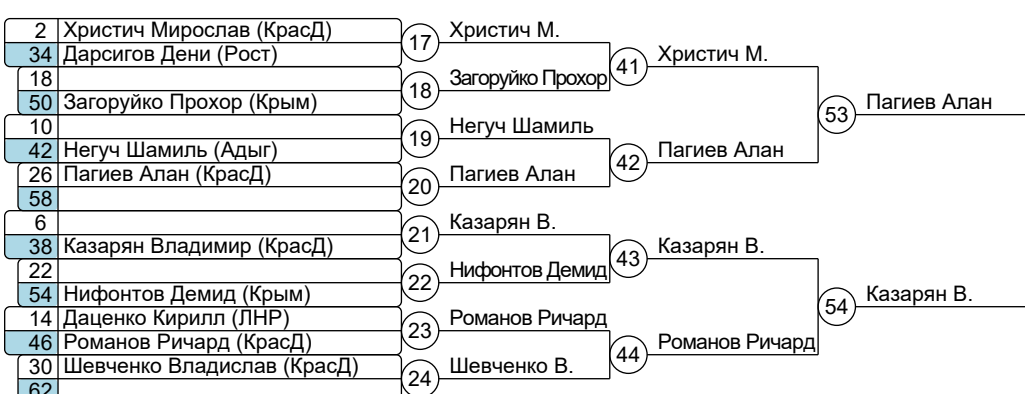 2 Христич Мирослав (КрасД)
34 Дарсигов Дени (Рост)
18
50 Загоруйко Прохор (Крым)
10
42 Негуч Шамиль (Адыг)
26 Пагиев Алан (КрасД)
58
6
38 Казарян Владимир (КрасД)
22
54 Нифонтов Демид (Крым)
14 Даценко Кирилл (ЛНР)
46 Романов Ричард (КрасД)
30 Шевченко Владислав (КрасД)
62
17 Христич М.
18 Загоруйко Прохор
19 Негуч Шамиль
20 Пагиев Алан
21 Казарян В.
22 Нифонтов Демид
23 Романов Ричард
24 Шевченко В.
41 Христич М.
42 Пагиев Алан
43 Казарян В.
44 Романов Ричард
53 Пагиев Алан
54 Казарян В.